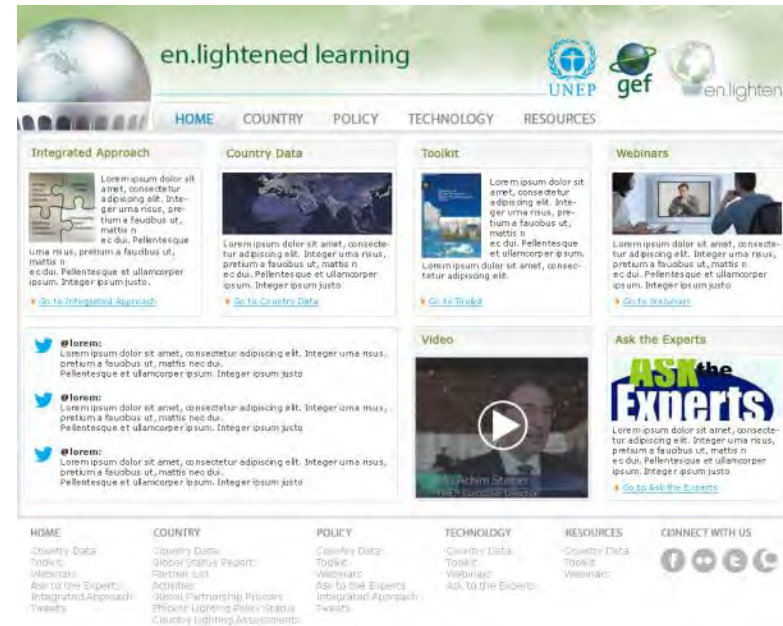 en.lightened learning
UNEP
gef
en.lighten
HOME COUNTRY POLICY TECHNOLOGY RESOURCES
Integrated Approach
Lorem ipsum dolor sit
amet, consectetur
adipiscing elit. Inte-
ger urna risus, pre-
tium a faucibus ut,
mattis n
ec dui. Pellentesque
urna risus, pretium a faucibus ut,
mattis n
ec dui. Pellentesque et ullamcorper
ipsum. Integer ipsum justo.
Go to Integrated Approach
Country Data
Lorem ipsum dolor sit amet, consecte-
tur adipiscing elit. Integer urna risus,
pretium a faucibus ut, mattis n
ec dui. Pellentesque et ullamcorper
ipsum. Integer ipsum justo
Go to Country Data
Toolkit
Lorem ipsum dolor sit
amet, consectetur
adipiscing elit. Inte-
ger urna risus, pre-
tium a faucibus ut,
mattis n
ec dui. Pellentesque
et ullamcorper ipsum.
Lorem ipsum dolor sit amet, consec-
tetur adipiscing elit.
Go to Toolkit
Webinars
Lorem ipsum dolor sit amet, consecte-
tur adipiscing elit. Integer urna risus,
pretium a faucibus ut, mattis n
ec dui. Pellentesque et ullamcorper
ipsum. Integer ipsum justo
Go to Webinars
@lorem:
Lorem ipsum dolor sit amet, consectetur adipiscing elit. Integer urna risus,
pretium a faucibus ut, mattis nec dui.
Pellentesque et ullamcorper ipsum. Integer ipsum justo
@lorem:
Lorem ipsum dolor sit amet, consectetur adipiscing elit. Integer urna risus,
pretium a faucibus ut, mattis nec dui.
Pellentesque et ullamcorper ipsum. Integer ipsum justo
@lorem:
Lorem ipsum dolor sit amet, consectetur adipiscing elit. Integer urna risus,
pretium a faucibus ut, mattis nec dui.
Pellentesque et ullamcorper ipsum. Integer ipsum justo
Video
Achim Steiner
UNEP Executive Director
Ask the Experts
ASK the
Experts
Lorem ipsum dolor sit amet, consecte-
tur adipiscing elit. Integer urna risus,
pretium a faucibus ut, mattis n
ec dui. Pellentesque et ullamcorper
ipsum. Integer ipsum justo
Go to Ask the Experts
HOME
Country Data
Toolkit
Webinars
Ask to the Experts
Integrated Approach
Tweets
COUNTRY
Country Data
Global Status Report
Partner List
Activities
Global Partnership Process
Efficient Lighting Policy Status
Country Lighting Assessments
POLICY
Country Data
Toolkit
Webinars
Ask to the Experts
Integrated Approach
Tweets
TECHNOLOGY
Country Data
Toolkit
Webinars
Ask to the Experts
RESOURCES
Country Data
Toolkit
Webinars
CONNECT WITH US